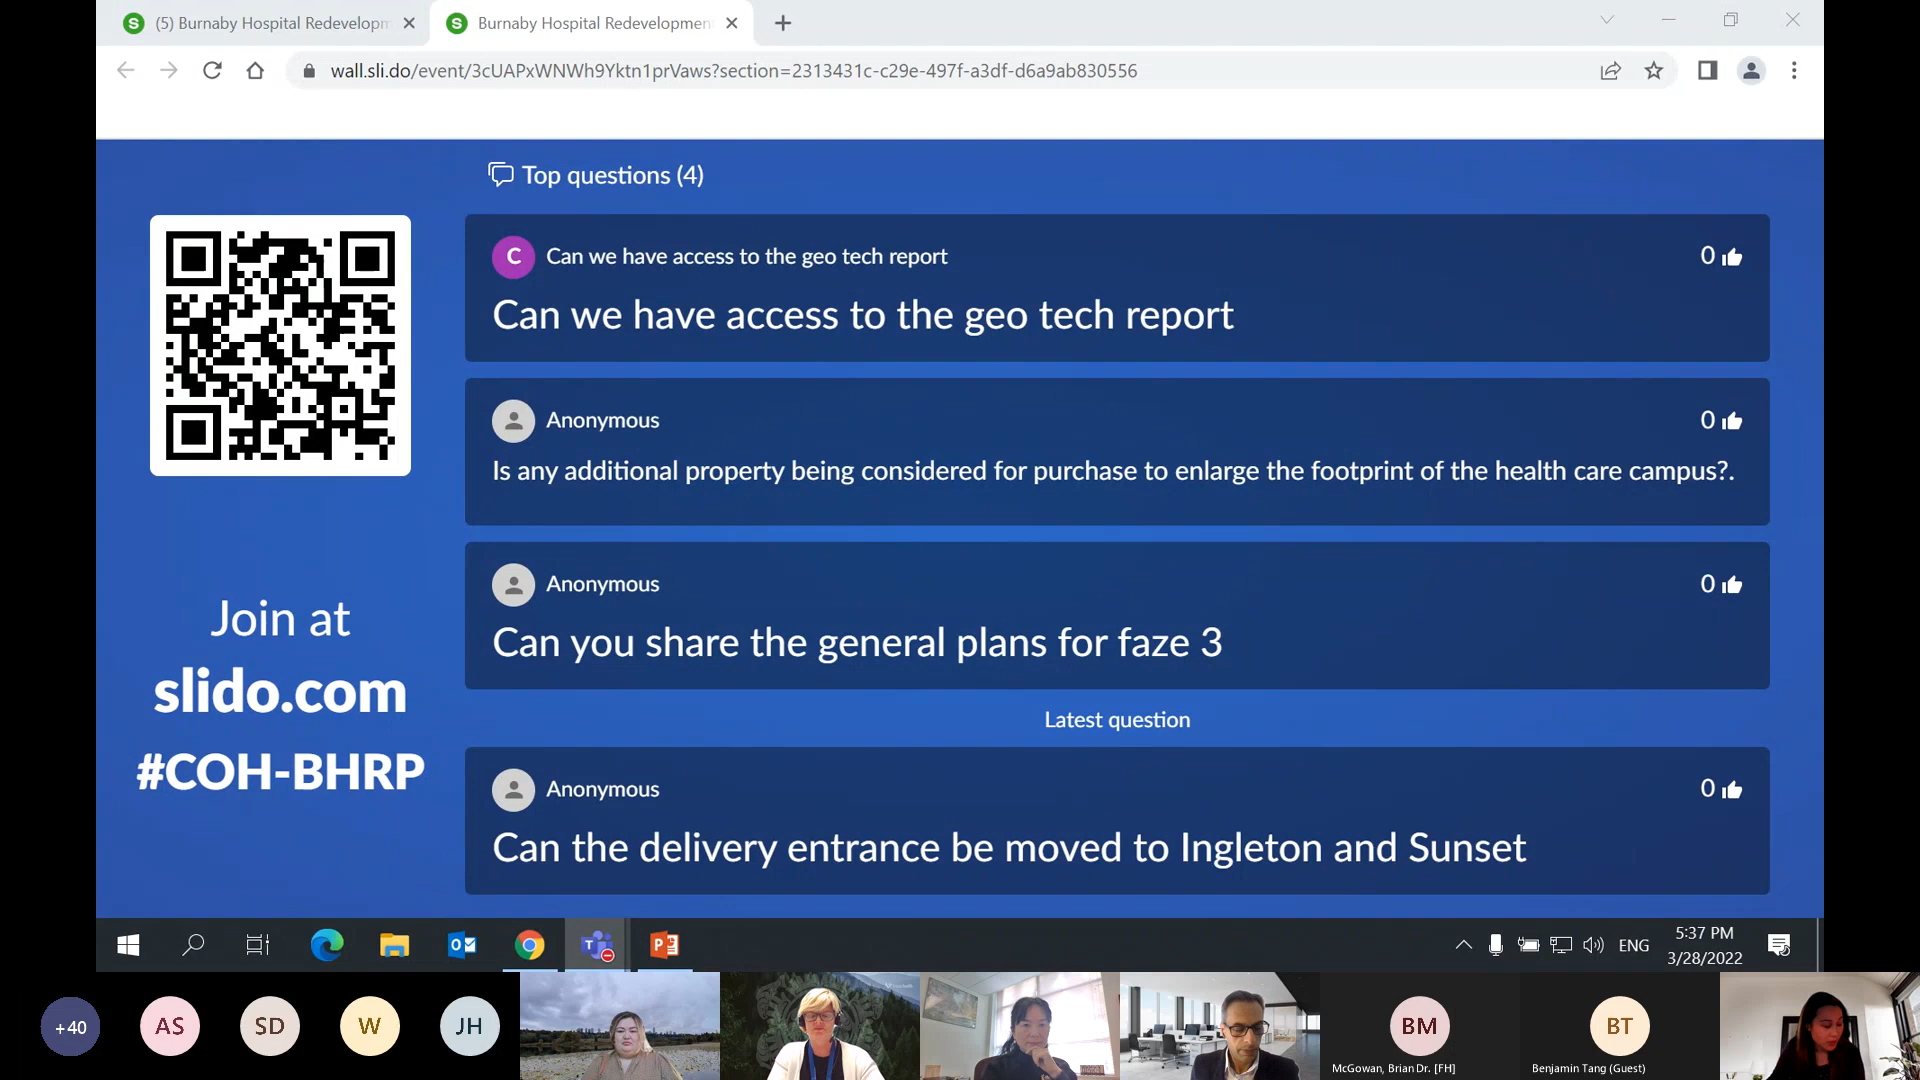 (5) Burnaby Hospital Redevelopm
Burnaby Hospital Redevelopmen
wall.sli.do/event/3cUAPxWNWh9Yktn1prVaws?section=2313431c-c29e-497f-a3df-d6a9ab830556
Top questions (4)
C
Can we have access to the geo tech report
0
Can we have access to the geo tech report
Anonymous
0
Is any additional property being considered for purchase to enlarge the footprint of the health care campus?.
Anonymous
0
Can you share the general plans for faze 3
Latest question
Anonymous
0
Can the delivery entrance be moved to Ingleton and Sunset
Join at
slido.com
#COH-BHRP
ENG
5:37 PM
3/28/2022
+40
AS
SD
W
JH
BM
McGowan, Brian Dr. [FH]
BT
Benjamin Tang (Guest)